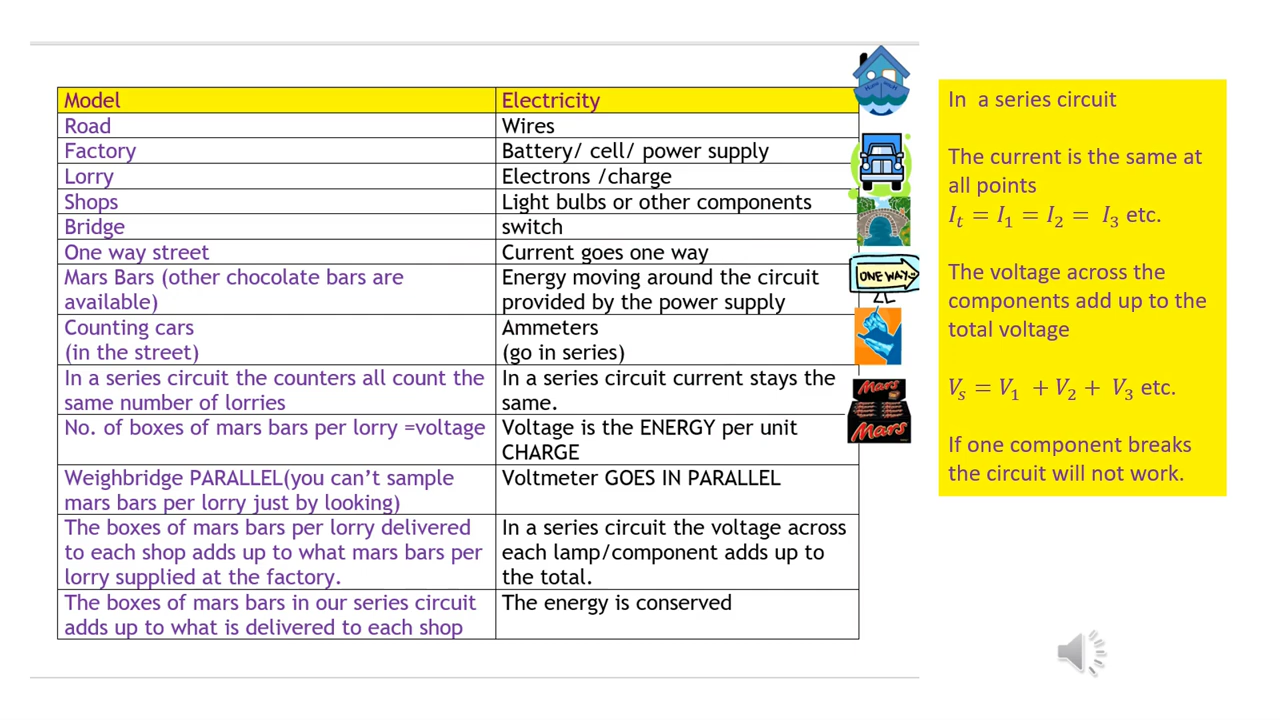 Model Electricity
Road Wires
Factory Battery/ cell/ power supply
Lorry Electrons /charge
Shops Light bulbs or other components
Bridge switch
One way street Current goes one way
Mars Bars (other chocolate bars are
available)
Energy moving around the circuit
provided by the power supply
Counting cars
(in the street)
Ammeters
(go in series)
In a series circuit the counters all count the
same number of lorries
In a series circuit current stays the
same.
No. of boxes of mars bars per lorry =voltage
Voltage is the ENERGY per unit
CHARGE
Weighbridge PARALLEL(you can’t sample
mars bars per lorry just by looking)
Voltmeter GOES IN PARALLEL
The boxes of mars bars per lorry delivered
to each shop adds up to what mars bars per
lorry supplied at the factory.
In a series circuit the voltage across
each lamp/component adds up to
the total.
The boxes of mars bars in our series circuit
adds up to what is delivered to each shop
The energy is conserved
ONE WAY
Mars
Mars
In  a series circuit
The current is the same at
all points
I_t = I_1 = I_2 = I_3 etc.
The voltage across the
components add up to the
total voltage
V_s = V_1 + V_2 + V_3 etc.
If one component breaks
the circuit will not work.